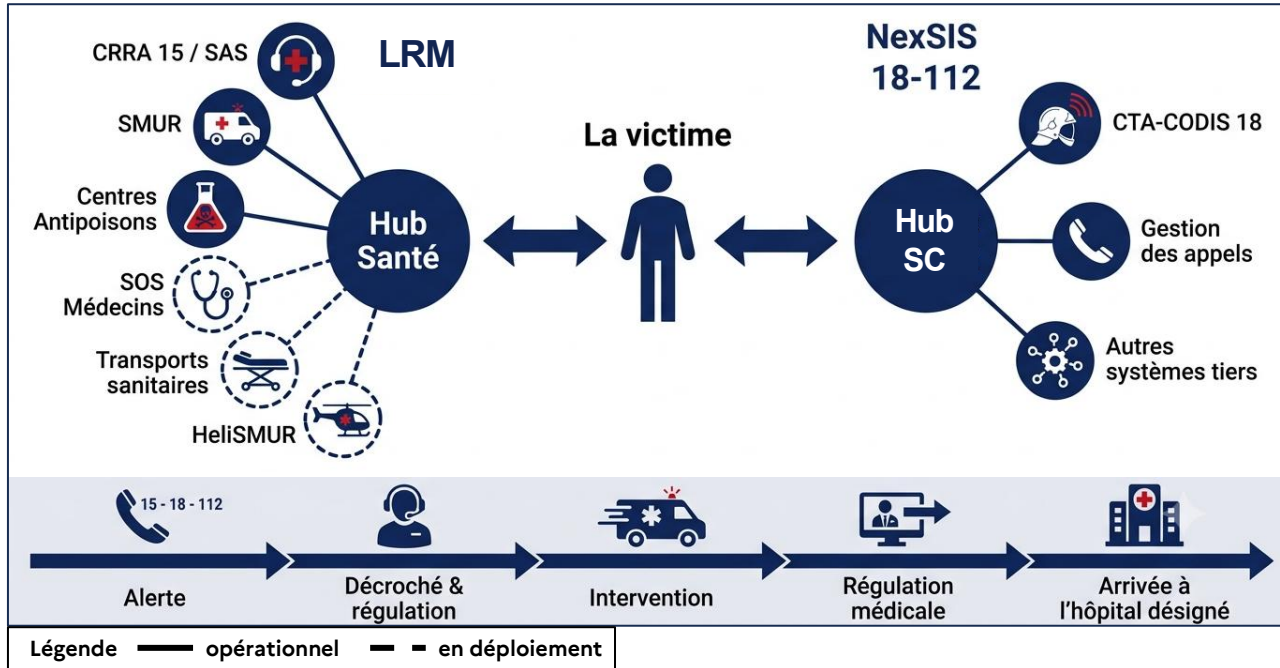 CRRA 15 / SAS
LRM
SMUR
Centres
Antipoisons
SOS
Médecins
Transports
sanitaires
HeliSMUR
Hub
Santé
La victime
NexSIS
18-112
Hub
SC
CTA-CODIS 18
Gestion
des appels
Autres
systèmes tiers
15 - 18 - 112
Alerte
Décroché &
régulation
Intervention
Régulation
médicale
Arrivée à
l'hôpital désigné
Légende opérationnel en déploiement